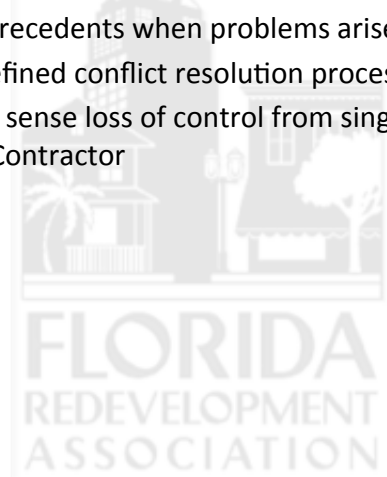 recedents when problems arise
efined conflict resolution proces
sense loss of control from sing
Contractor
FLORIDA
REDEVELOPMENT
ASSOCIATION